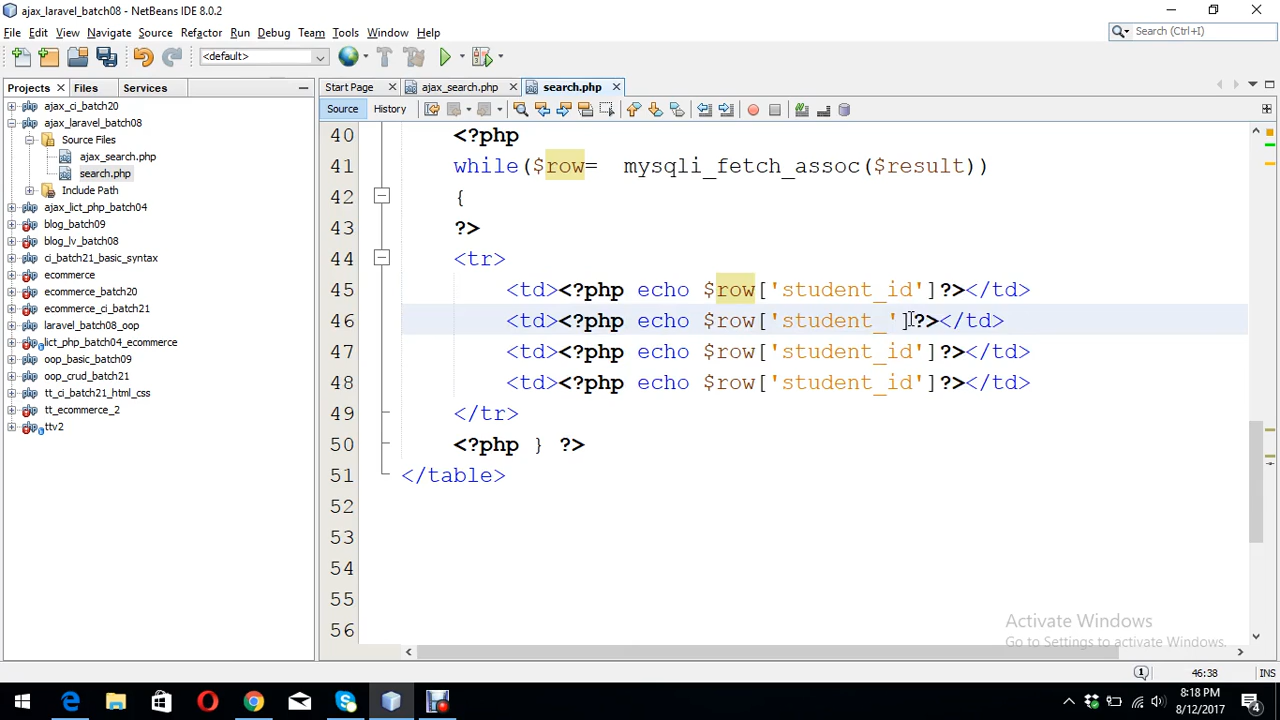 ajax_laravel_batch08 - NetBeans IDE 8.0.2
File Edit View Navigate Source Refactor Run Debug Team Tools Window Help
Search (Ctrl+I)
<default>
Projects Files Services
Start Page ajax_search.php search.php
Source History
ajax_ci_batch20
ajax_laravel_batch08
Source Files
ajax_search.php
search.php
Include Path
ajax_lict_php_batch04
blog_batch09
blog_lv_batch08
ci_batch21_basic_syntax
ecommerce
ecommerce_batch20
ecommerce_ci_batch21
laravel_batch08_oop
lict_php_batch04_ecommerce
oop_basic_batch09
oop_crud_batch21
tt_ci_batch21_html_css
tt_ecommerce_2
ttv2
40 <?php
41 while($row=  mysqli_fetch_assoc($result))
42 {
43 ?>
44 <tr>
45 <td><?php echo $row['student_id']?></td>
46 <td><?php echo $row['student_']?></td>
47 <td><?php echo $row['student_id']?></td>
48 <td><?php echo $row['student_id']?></td>
49 </tr>
50 <?php } ?>
51 </table>
52
53
54
55
56
Activate Windows
Go to Settings to activate Windows.
1 46:38 INS
8:18 PM
8/12/2017
4